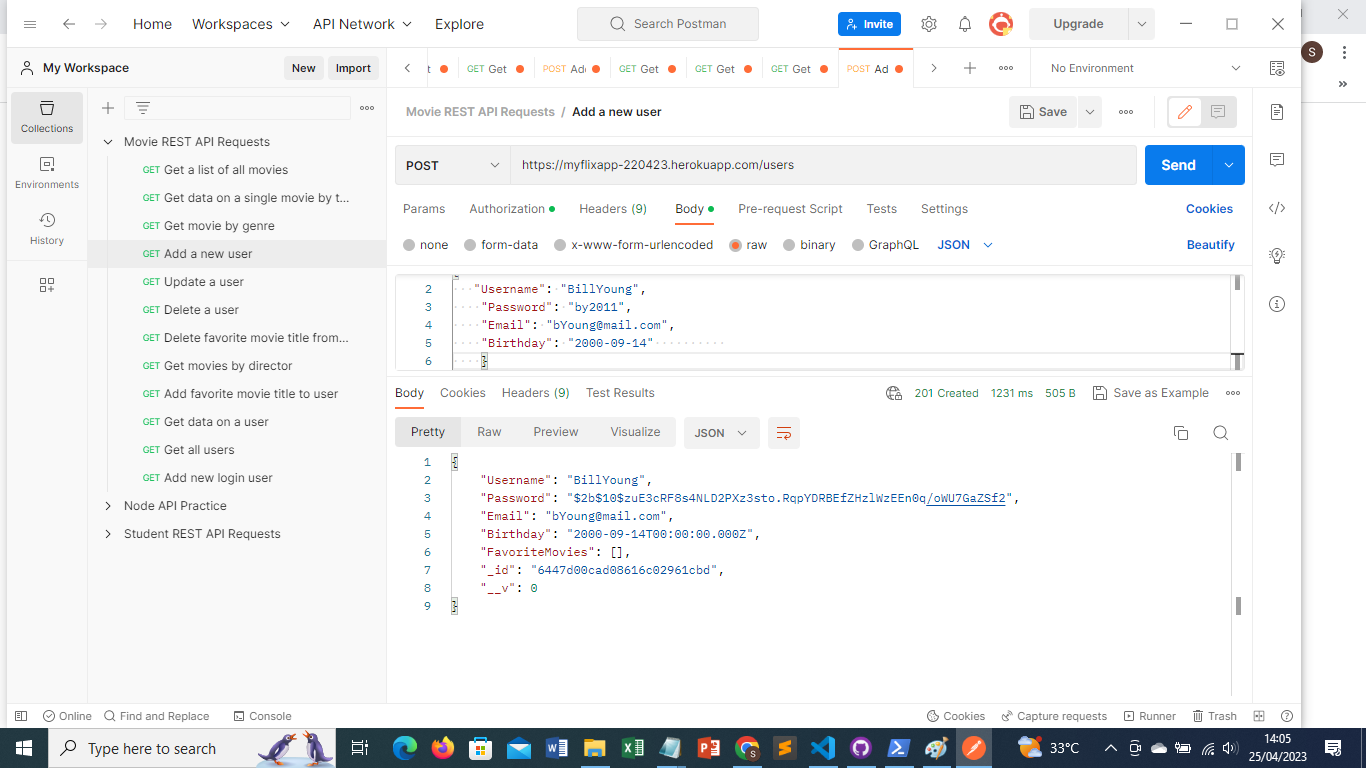 Home Workspaces API Network Explore Search Postman Invite Upgrade
My Workspace New Import t GET Get POST Ad GET Get GET Get GET Get POST Ad No Environment
S
Collections
Environments
History
Movie REST API Requests
GET Get a list of all movies
GET Get data on a single movie by t...
GET Get movie by genre
GET Add a new user
GET Update a user
GET Delete a user
GET Delete favorite movie title from...
GET Get movies by director
GET Add favorite movie title to user
GET Get data on a user
GET Get all users
GET Add new login user
Node API Practice
Student REST API Requests
Movie REST API Requests / Add a new user Save
POST https://myflixapp-220423.herokuapp.com/users Send
Params Authorization Headers (9) Body Pre-request Script Tests Settings Cookies
none form-data x-www-form-urlencoded raw binary GraphQL JSON Beautify
2 "Username": "BillYoung",
3 "Password": "by2011",
4 "Email": "bYoung@mail.com",
5 "Birthday": "2000-09-14"
6 }
Body Cookies Headers (9) Test Results 201 Created 1231 ms 505 B Save as Example
Pretty Raw Preview Visualize JSON
1 {
2 "Username": "BillYoung",
3 "Password": "$2b$10$zuE3cRF8s4NLD2PXz3sto.RqpYDRBEfZHzlWzEEn0q/oWU7GaZSf2",
4 "Email": "bYoung@mail.com",
5 "Birthday": "2000-09-14T00:00:00.000Z",
6 "FavoriteMovies": [],
7 "_id": "6447d00cad08616c02961cbd",
8 "__v": 0
9 }
Online Find and Replace Console Cookies Capture requests Runner Trash
Type here to search 33°C 14:05
25/04/2023